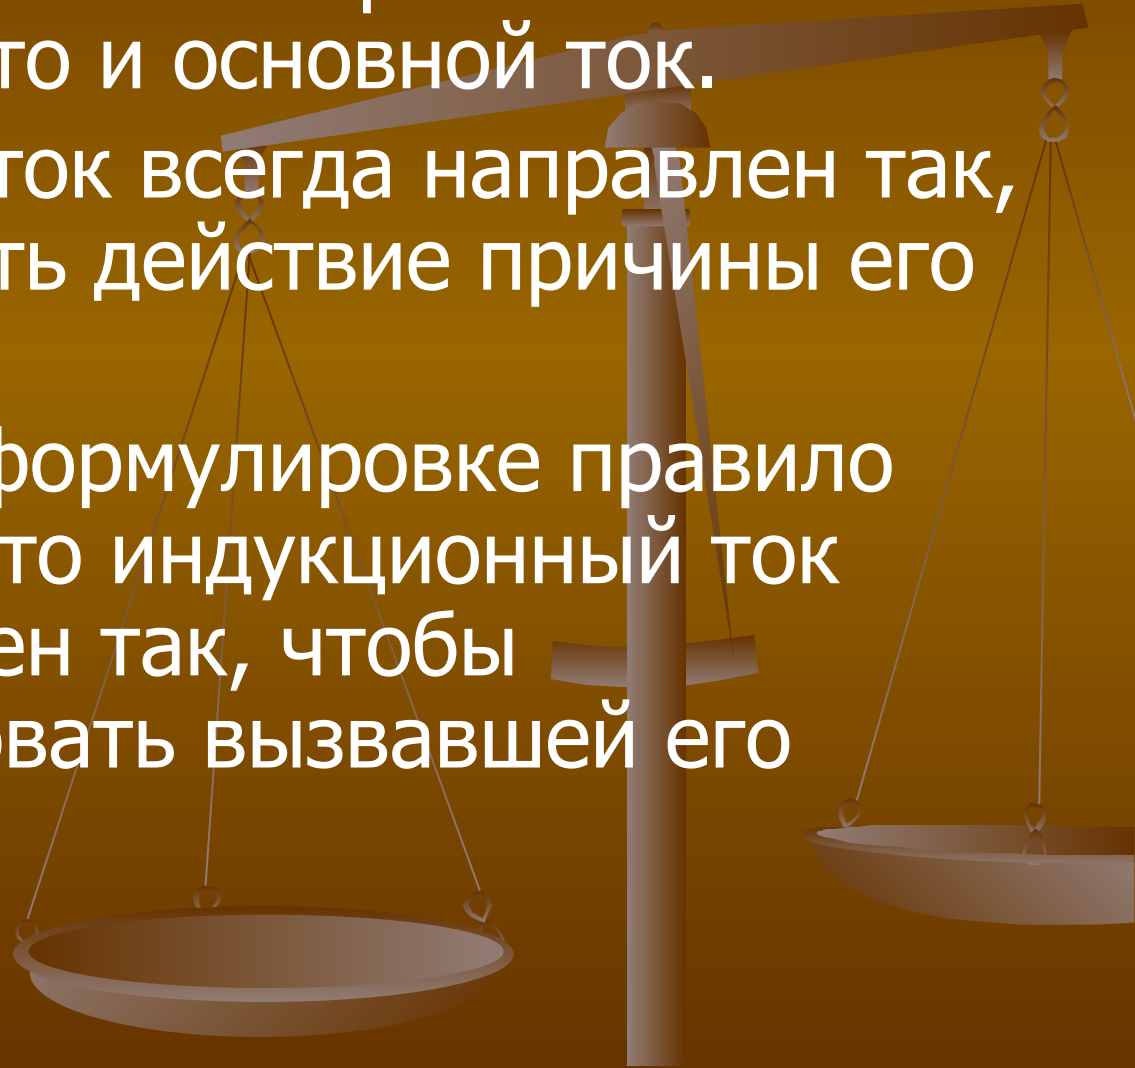 то и основной ток.
ток всегда направлен так,
ть действие причины его
формулировке правило
то индукционный ток
ен так, чтобы
овать вызвавшей его